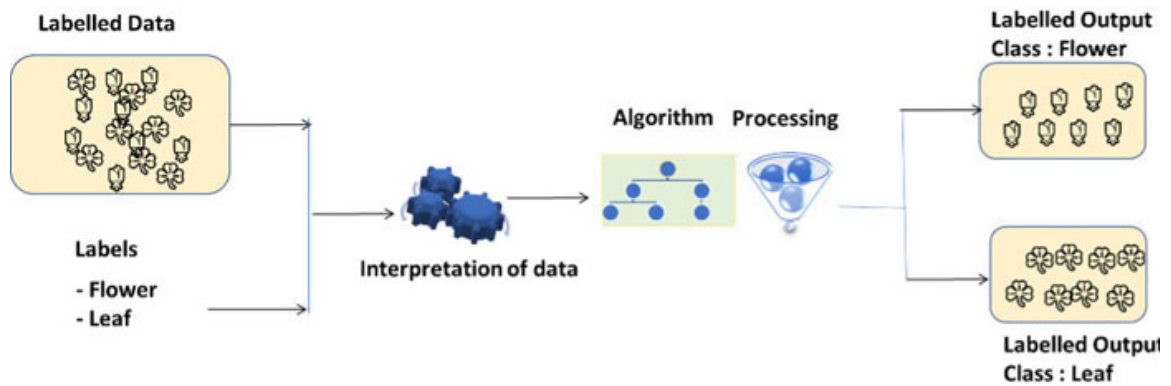 Labelled Data
Labels
- Flower
- Leaf
Interpretation of data
Algorithm
Processing
Labelled Output
Class : Flower
Labelled Output
Class : Leaf